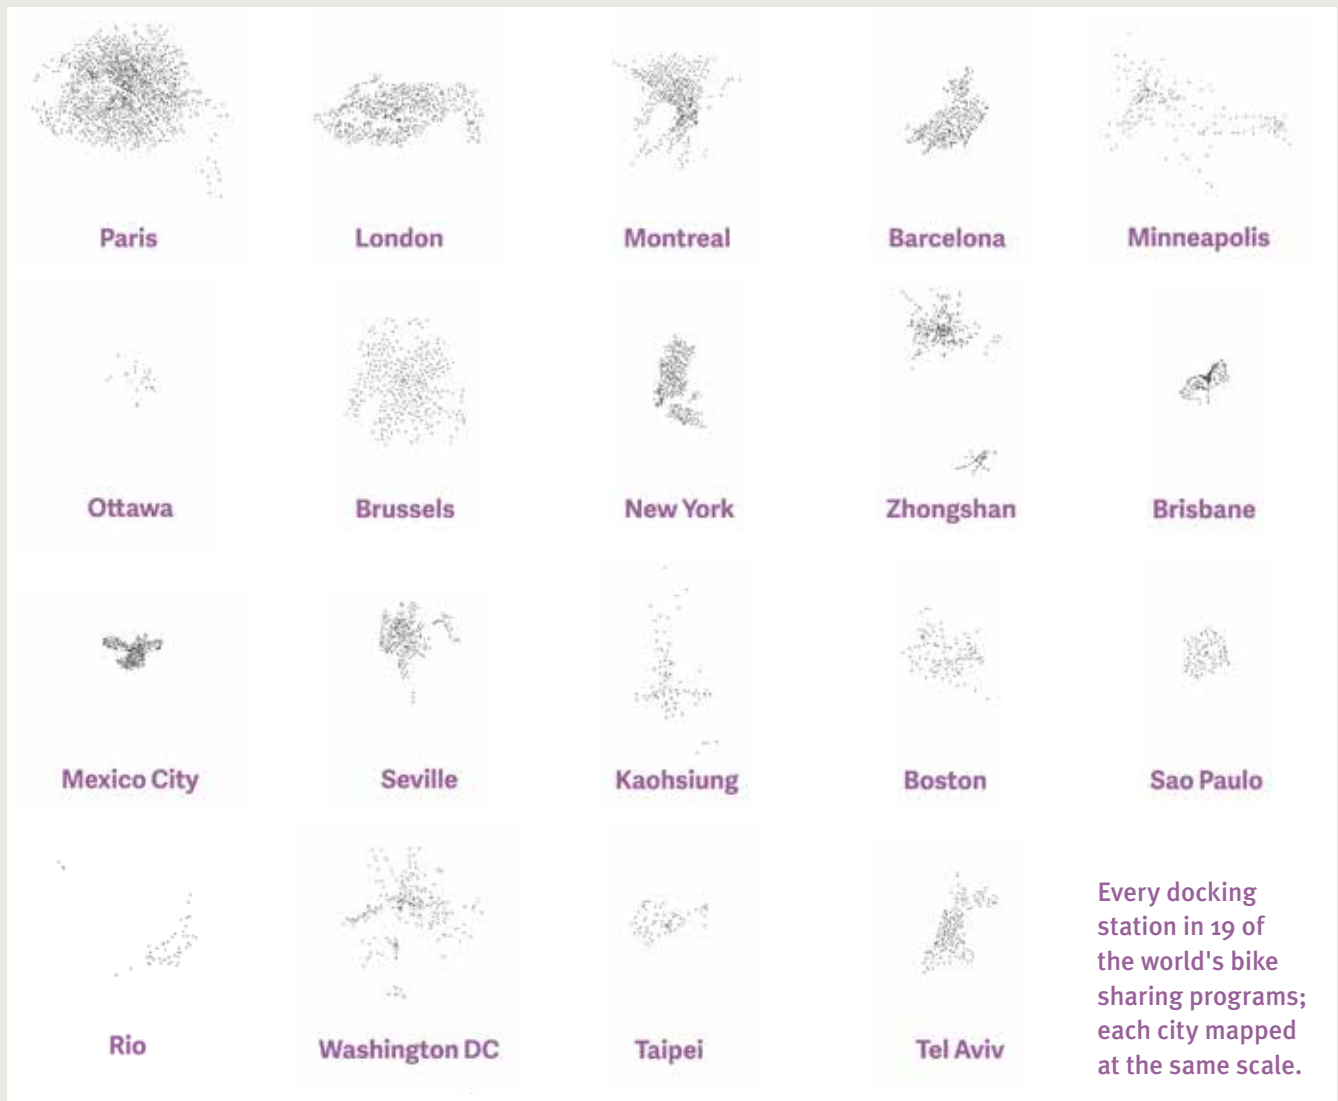 Paris
London
Montreal
Barcelona
Minneapolis
Ottawa
Brussels
New York
Zhongshan
Brisbane
Mexico City
Seville
Kaohsiung
Boston
Sao Paulo
Rio
Washington DC
Taipei
Tel Aviv
Every docking
station in 19 of
the world's bike
sharing programs;
each city mapped
at the same scale.